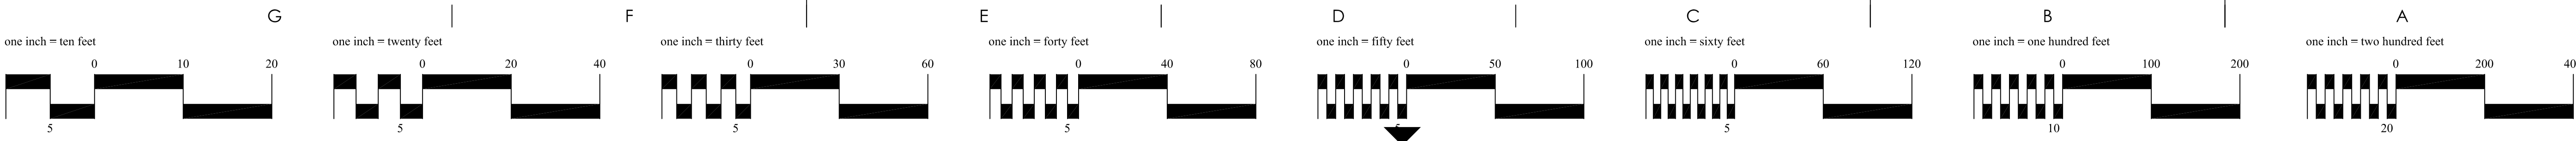 G F E D C B A
one inch = ten feet one inch = twenty feet one inch = thirty feet one inch = forty feet one inch = fifty feet one inch = sixty feet one inch = one hundred feet one inch = two hundred feet
0 10 20 0 20 40 0 30 60 0 40 80 0 50 100 0 60 120 0 100 200 0 200
5 5 5 5 5 10 20